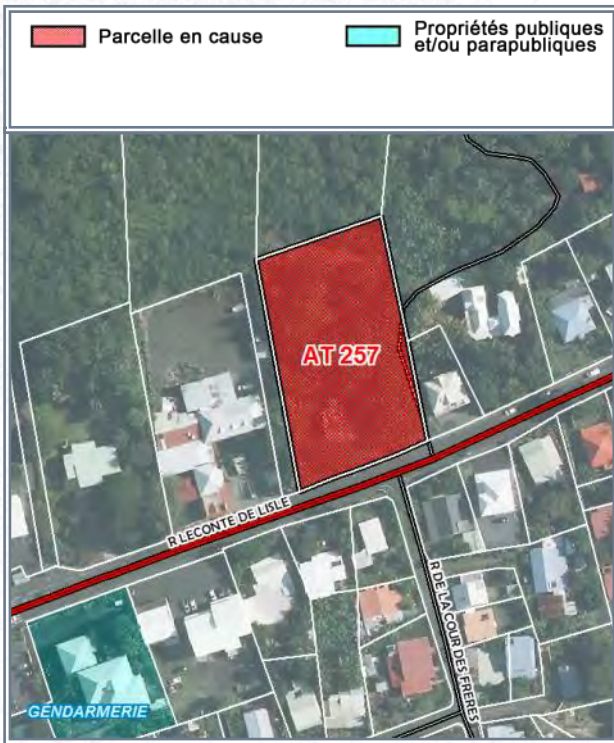 Parcelle en cause
Propriétés publiques
et/ou parapubliques
AT 257
R LECONTE DE LISLE
R DE LA COUR DES FRERES
GENDARMERIE